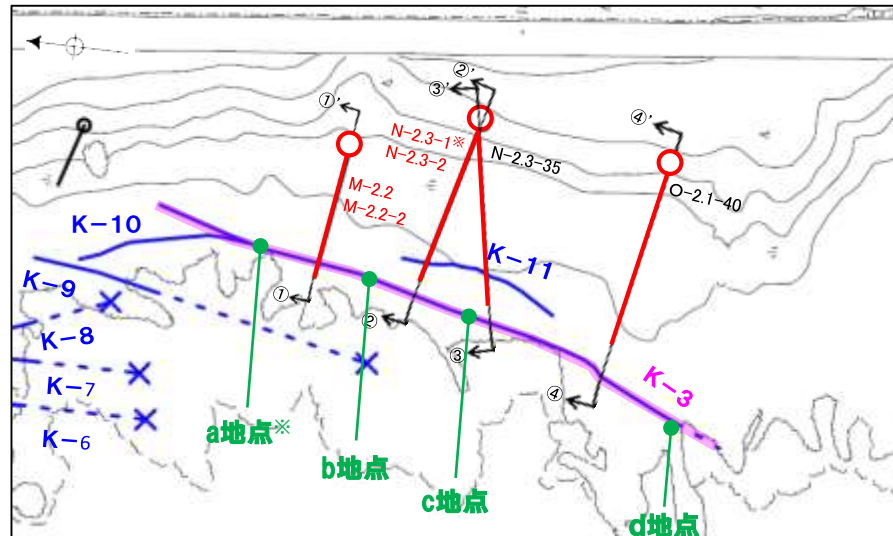 ②’
③’
①’
④’
N-2.3-1※
N-2.3-2
N-2.3-35
M-2.2
M-2.2-2
O-2.1-40
K-10
K-11
K-9
①
②
K-8
③
K-7
K-3
④
K-6
a地点※
b地点
c地点
d地点